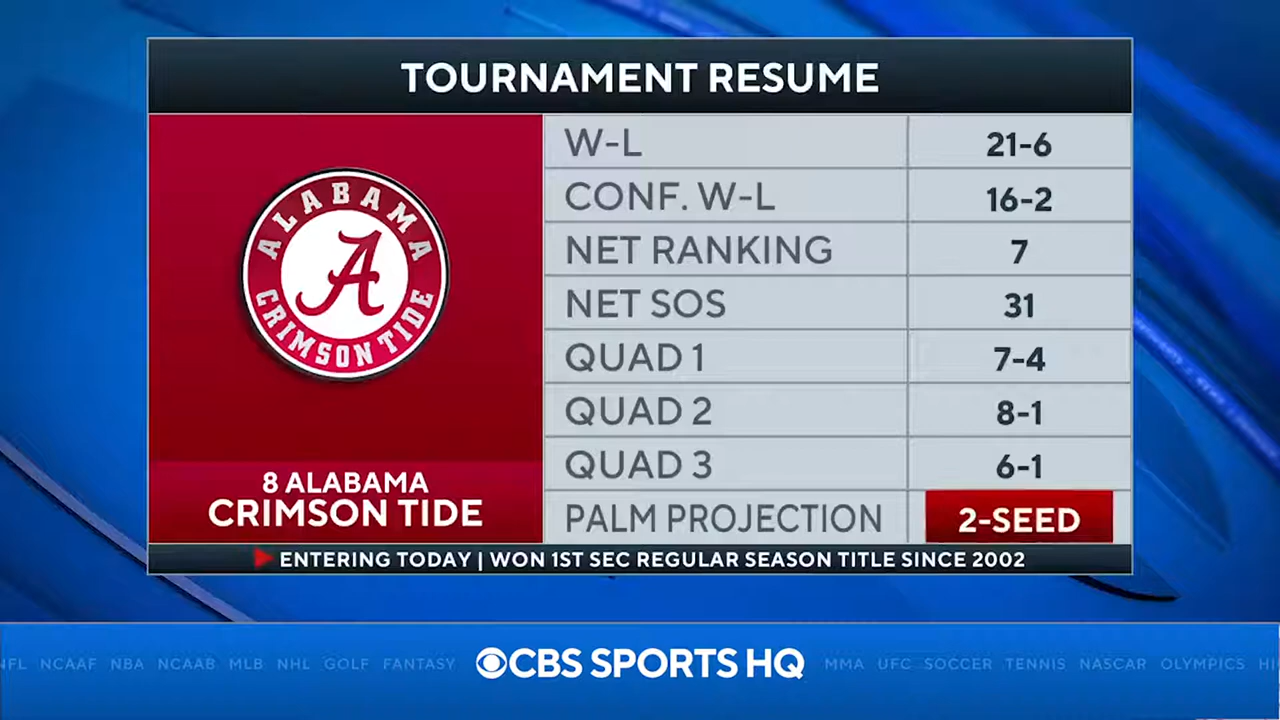 TOURNAMENT RESUME
ALABAMA
A
CRIMSON TIDE
8 ALABAMA
CRIMSON TIDE
W-L 21-6
CONF. W-L 16-2
NET RANKING 7
NET SOS 31
QUAD 1 7-4
QUAD 2 8-1
QUAD 3 6-1
PALM PROJECTION 2-SEED
ENTERING TODAY | WON 1ST SEC REGULAR SEASON TITLE SINCE 2002
NFL NCAAF NBA NCAAB MLB NHL GOLF FANTASY CBS SPORTS HQ MMA UFC SOCCER TENNIS NASCAR OLYMPICS